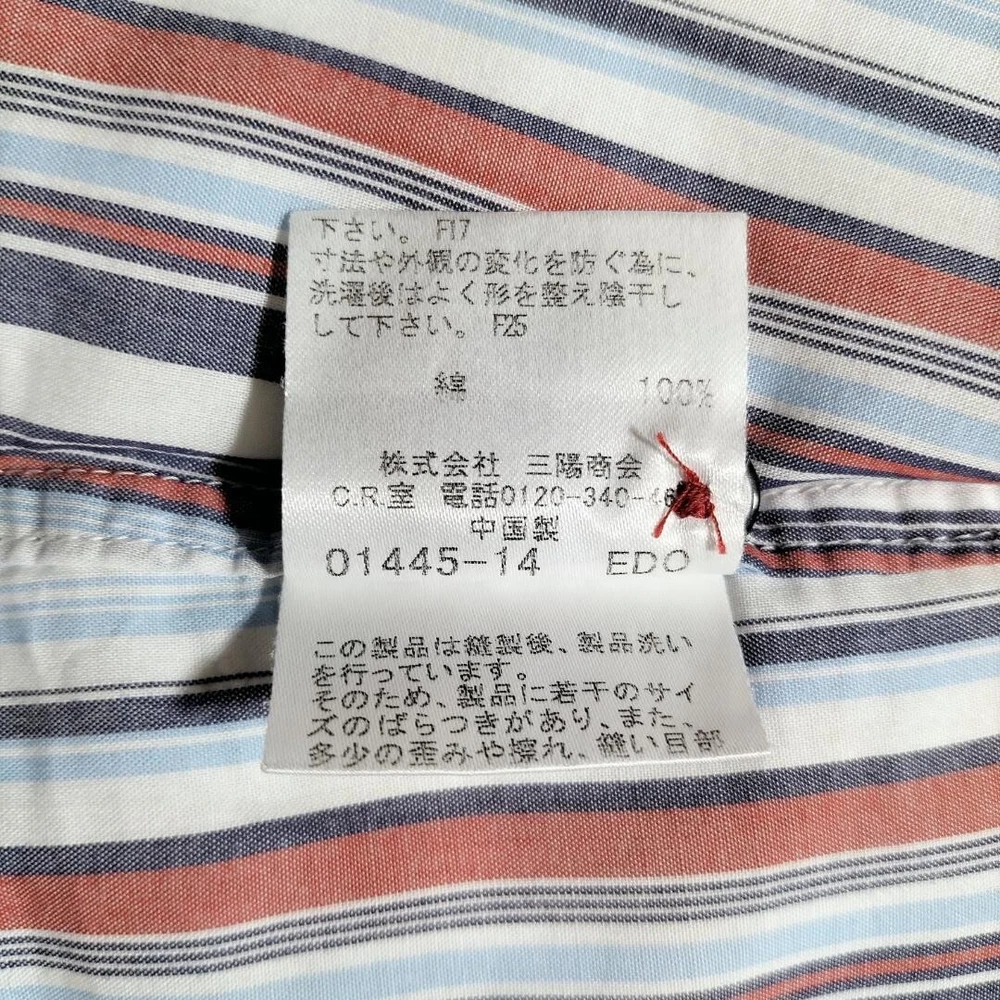 下さい。 F17
寸法や外観の変化を防ぐ為に、
洗濯後はよく形を整え陰干し
して下さい。 F25
綿 100%
株式会社 三陽商会
C.R.室 電話0120-340-46
中国製
01445-14 EDO
この製品は縫製後、製品洗い
を行っています。
そのため、製品に若干のサイ
ズのばらつきがあり、また、
多少の歪みや擦れ、縫い目部